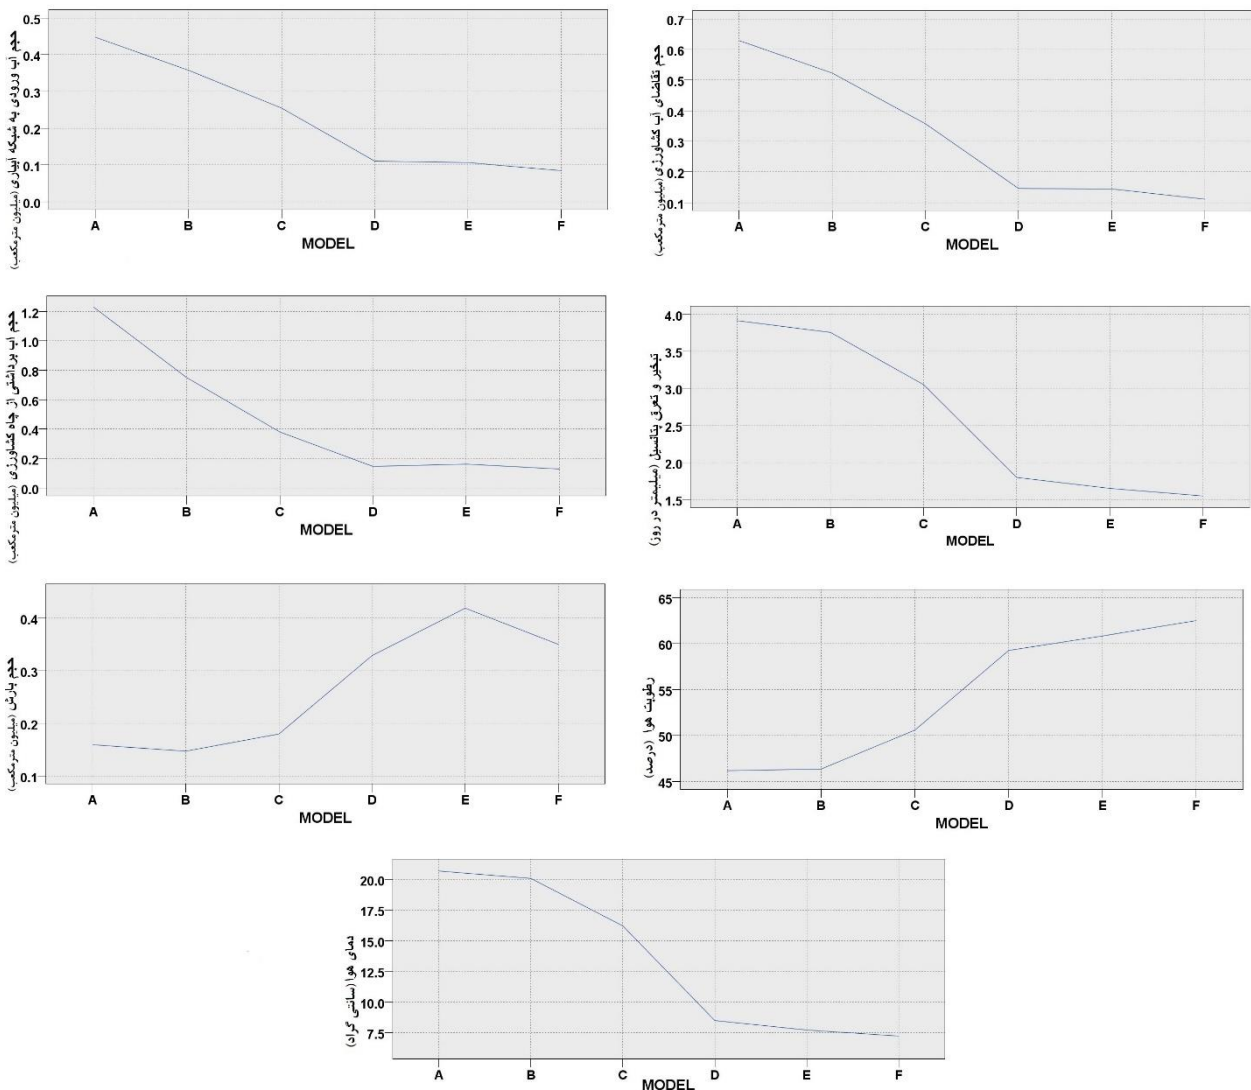 حجم آب ورودی به شبکه آبیاری (میلیون مترمکعب)
0.5
0.4
0.3
0.2
0.1
0.0
A B C D E F
MODEL
حجم تقاضای آب کشاورزی (میلیون مترمکعب)
0.7
0.6
0.5
0.4
0.3
0.2
0.1
A B C D E F
MODEL
حجم آب برداشتی از چاه کشاورزی (میلیون مترمکعب)
1.2
1.0
0.8
0.6
0.4
0.2
0.0
A B C D E F
MODEL
تبخیر و تعرق پتانسیل (میلیمتر در روز)
4.0
3.5
3.0
2.5
2.0
1.5
A B C D E F
MODEL
حجم بارش (میلیون مترمکعب)
0.4
0.3
0.2
0.1
A B C D E F
MODEL
رطوبت هوا (درصد)
65
60
55
50
45
A B C D E F
MODEL
دمای هوا (سانتی گراد)
20.0
17.5
15.0
12.5
10.0
7.5
A B C D E F
MODEL